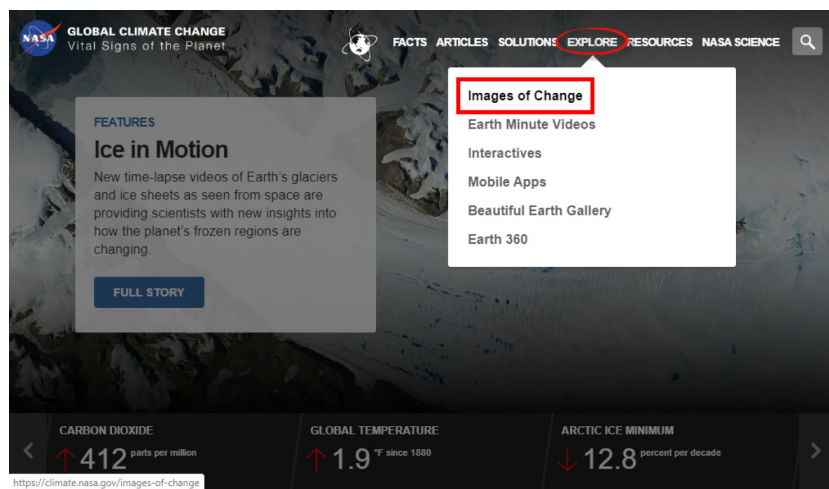 NASA
GLOBAL CLIMATE CHANGE
Vital Signs of the Planet
FACTS ARTICLES SOLUTIONS EXPLORE RESOURCES NASA SCIENCE
Images of Change
Earth Minute Videos
Interactives
Mobile Apps
Beautiful Earth Gallery
Earth 360
FEATURES
Ice in Motion
New time-lapse videos of Earth's glaciers
and ice sheets as seen from space are
providing scientists with new insights into
how the planet's frozen regions are
changing.
FULL STORY
CARBON DIOXIDE
↑ 412 parts per million
GLOBAL TEMPERATURE
↑ 1.9 °F since 1880
ARCTIC ICE MINIMUM
↓ 12.8 percent per decade
https://climate.nasa.gov/images-of-change